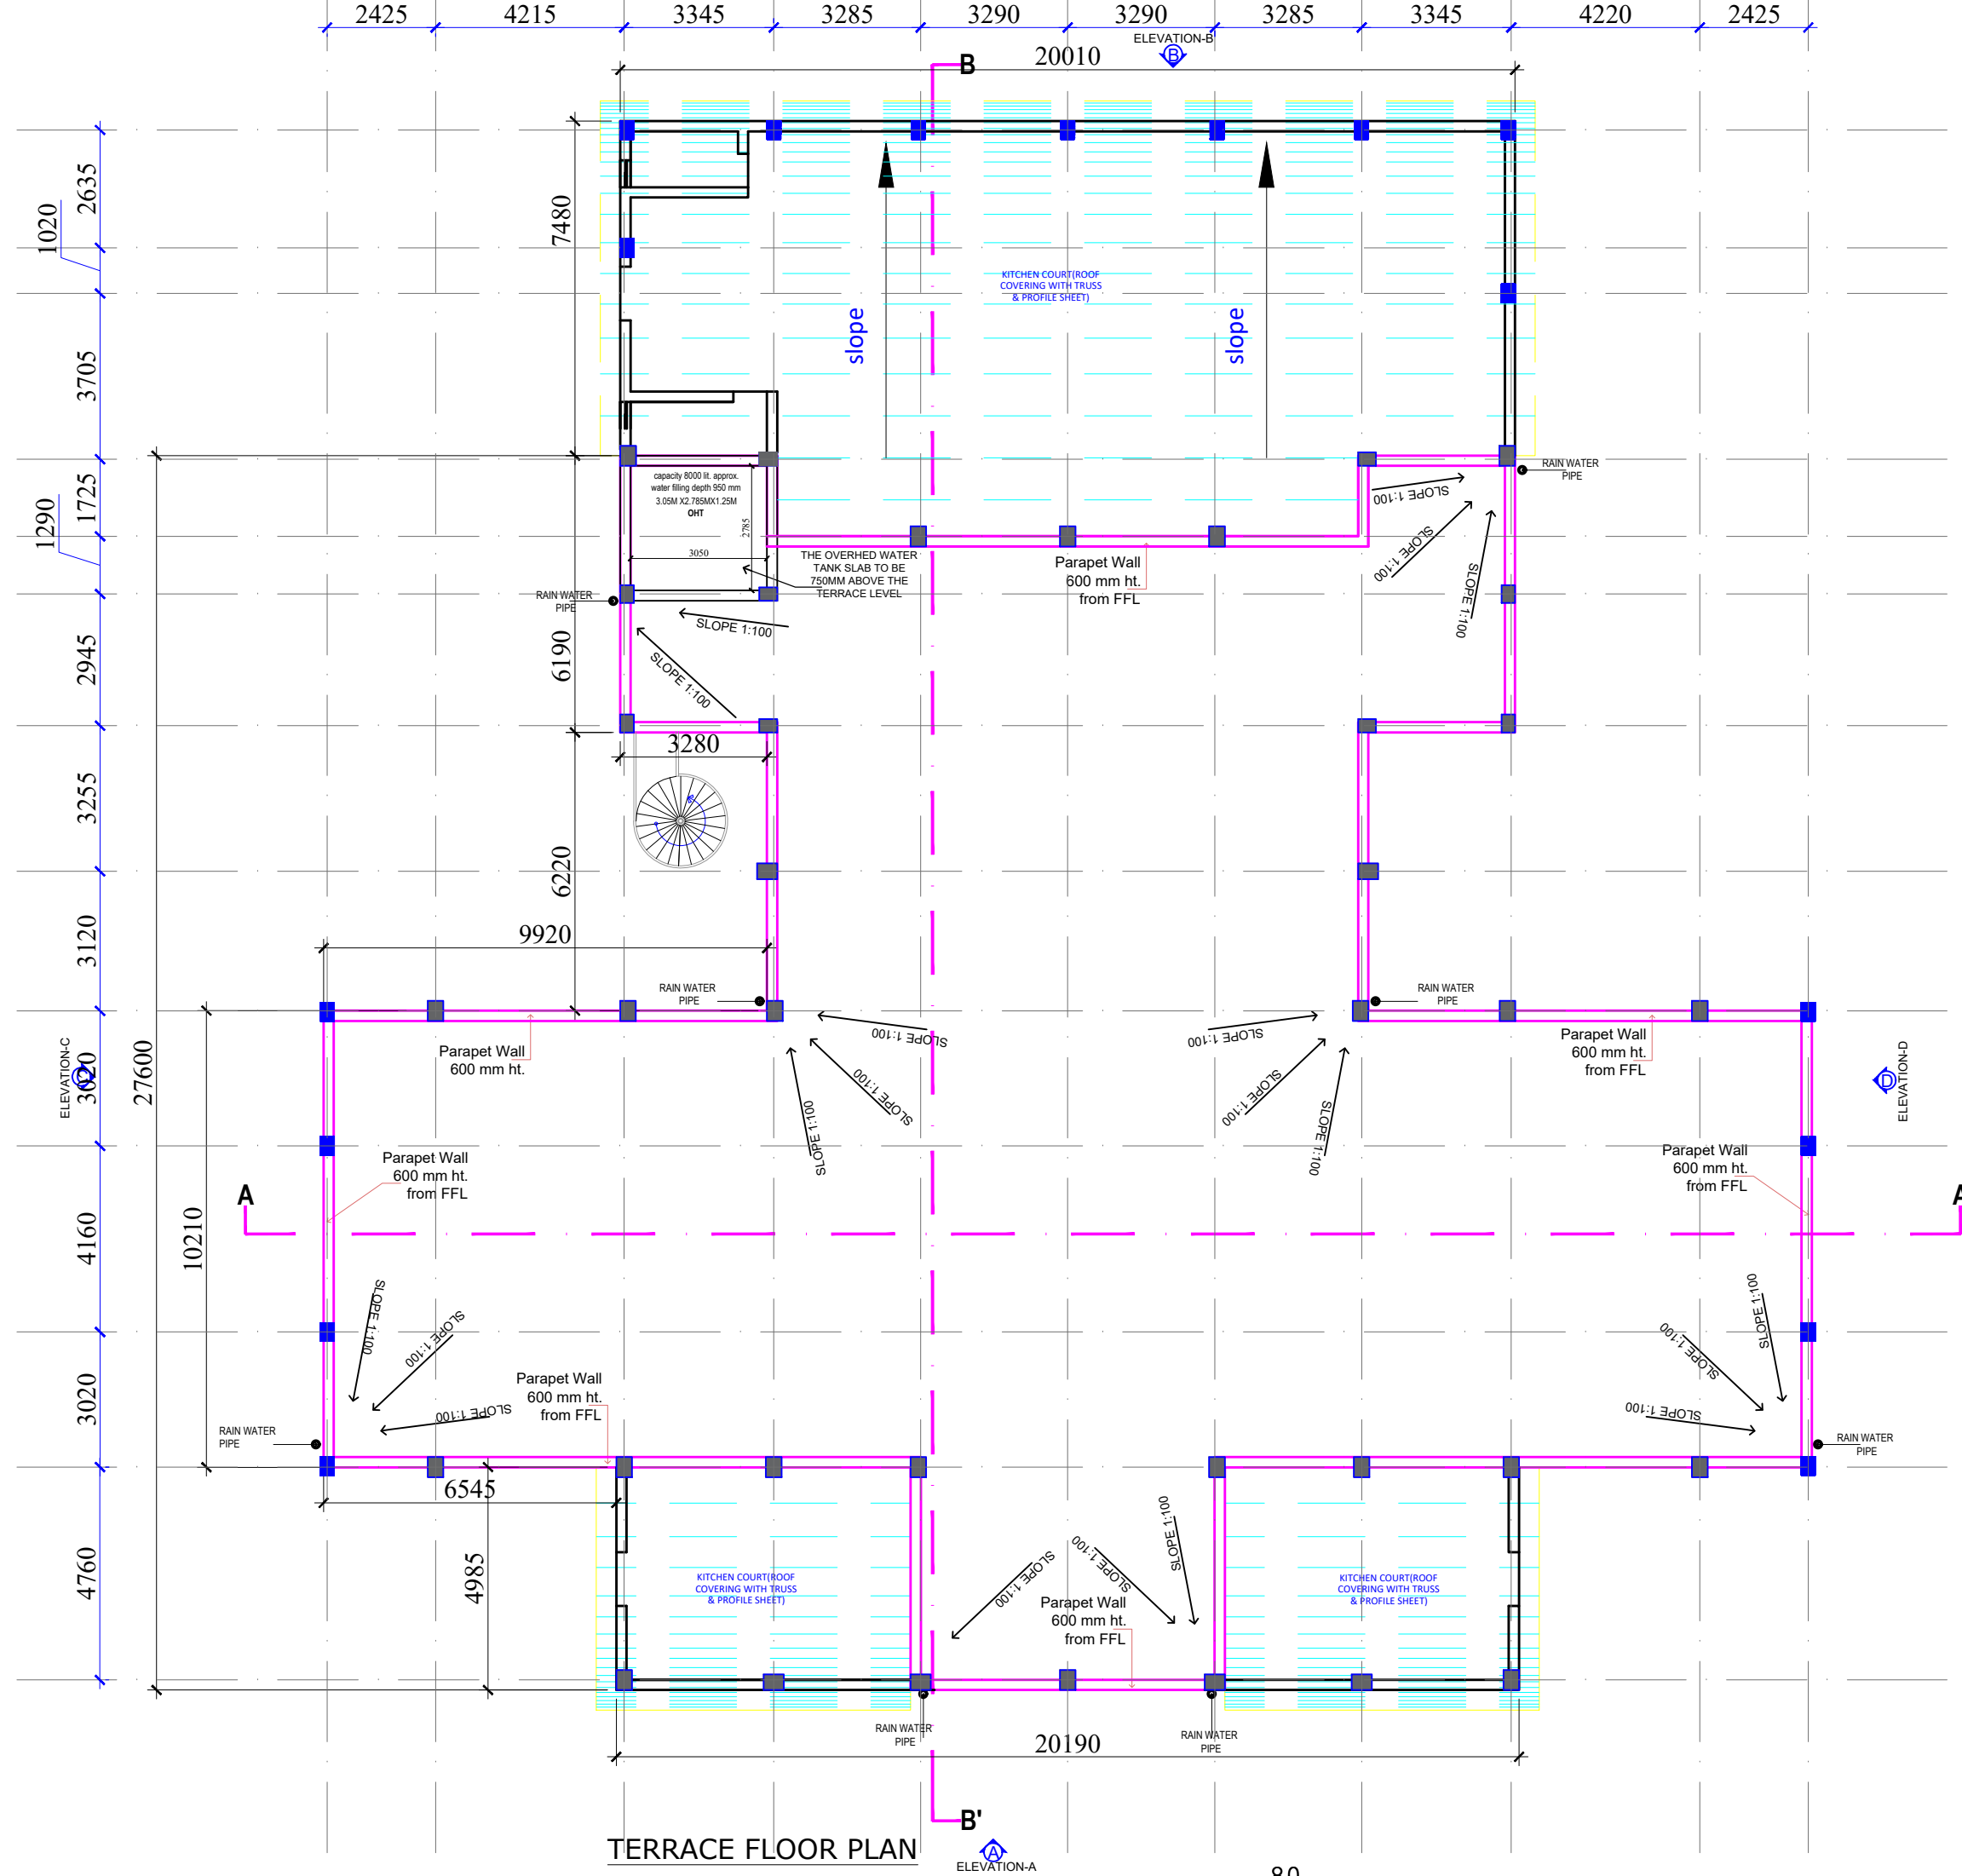 2425 4215 3345 3285 3290 3290 3285 3345 4220 2425
ELEVATION-B
B
20010
B
2635
1020
7480
KITCHEN COURT(ROOF
COVERING WITH TRUSS
& PROFILE SHEET)
slope
slope
3705
1725
1290
capacity 8000 lit. approx.
water filling depth 950 mm
3.05M X2.785MX1.25M
OHT
2785
3050
THE OVERHED WATER
TANK SLAB TO BE
750MM ABOVE THE
TERRACE LEVEL
RAIN WATER
PIPE
SLOPE 1:100
SLOPE 1:100
SLOPE 1:100
RAIN WATER
PIPE
Parapet Wall
600 mm ht.
from FFL
SLOPE 1:100
SLOPE 1:100
2945
6190
3280
3255
6220
3120
9920
RAIN WATER
PIPE
RAIN WATER
PIPE
SLOPE 1:100
SLOPE 1:100
SLOPE 1:100
SLOPE 1:100
SLOPE 1:100
SLOPE 1:100
Parapet Wall
600 mm ht.
Parapet Wall
600 mm ht.
from FFL
ELEVATION-C
C
3020
27600
D
ELEVATION-D
Parapet Wall
600 mm ht.
from FFL
Parapet Wall
600 mm ht.
from FFL
A
A
4160
10210
SLOPE 1:100
SLOPE 1:100
SLOPE 1:100
SLOPE 1:100
SLOPE 1:100
SLOPE 1:100
3020
Parapet Wall
600 mm ht.
from FFL
RAIN WATER
PIPE
RAIN WATER
PIPE
6545
4760
4985
KITCHEN COURT(ROOF
COVERING WITH TRUSS
& PROFILE SHEET)
SLOPE 1:100
SLOPE 1:100
SLOPE 1:100
Parapet Wall
600 mm ht.
from FFL
KITCHEN COURT(ROOF
COVERING WITH TRUSS
& PROFILE SHEET)
RAIN WATER
PIPE
RAIN WATER
PIPE
20190
B'
TERRACE FLOOR PLAN
A
ELEVATION-A